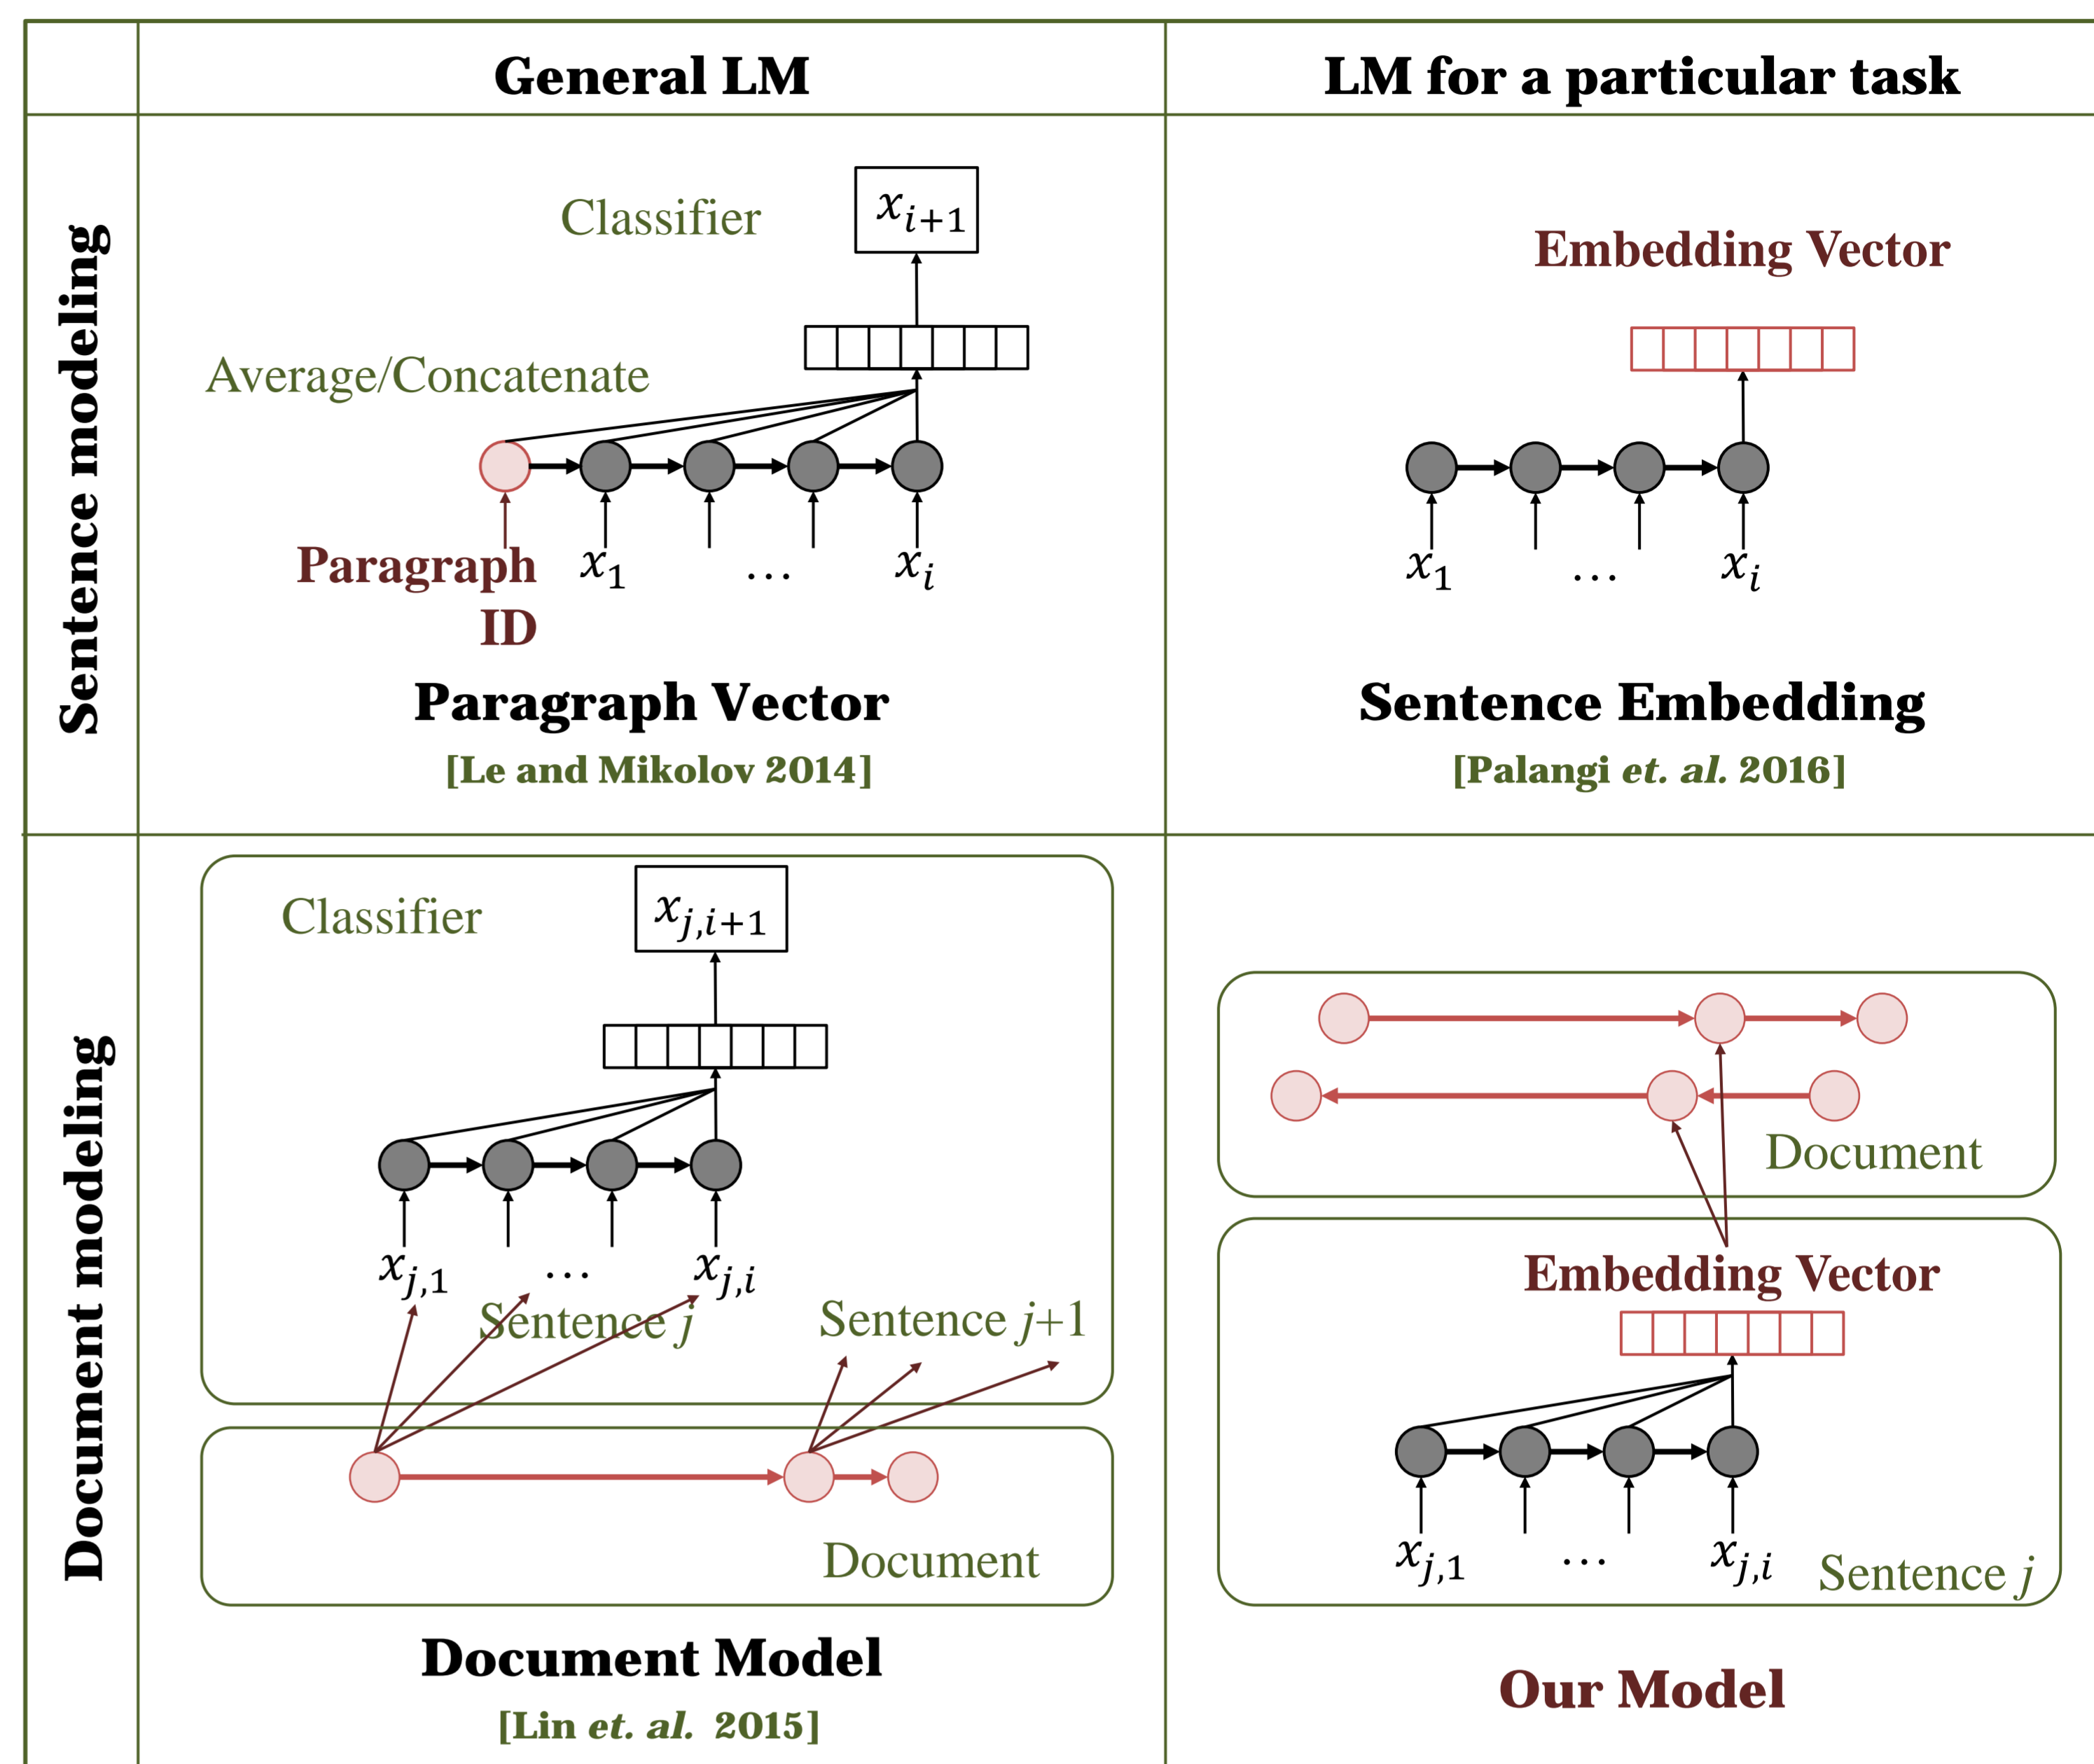 General LM
LM for a particular task
Sentence modeling
Classifier
x_{i+1}
Average/Concatenate
Paragraph
ID
x_1
...
x_i
Paragraph Vector
[Le and Mikolov 2014]
Embedding Vector
x_1
...
x_i
Sentence Embedding
[Palangi et. al. 2016]
Document modeling
Classifier
x_{j,i+1}
x_{j,1}
...
x_{j,i}
Sentence j
Sentence j+1
Document
Document Model
[Lin et. al. 2015]
Document
Embedding Vector
x_{j,1}
...
x_{j,i}
Sentence j
Our Model